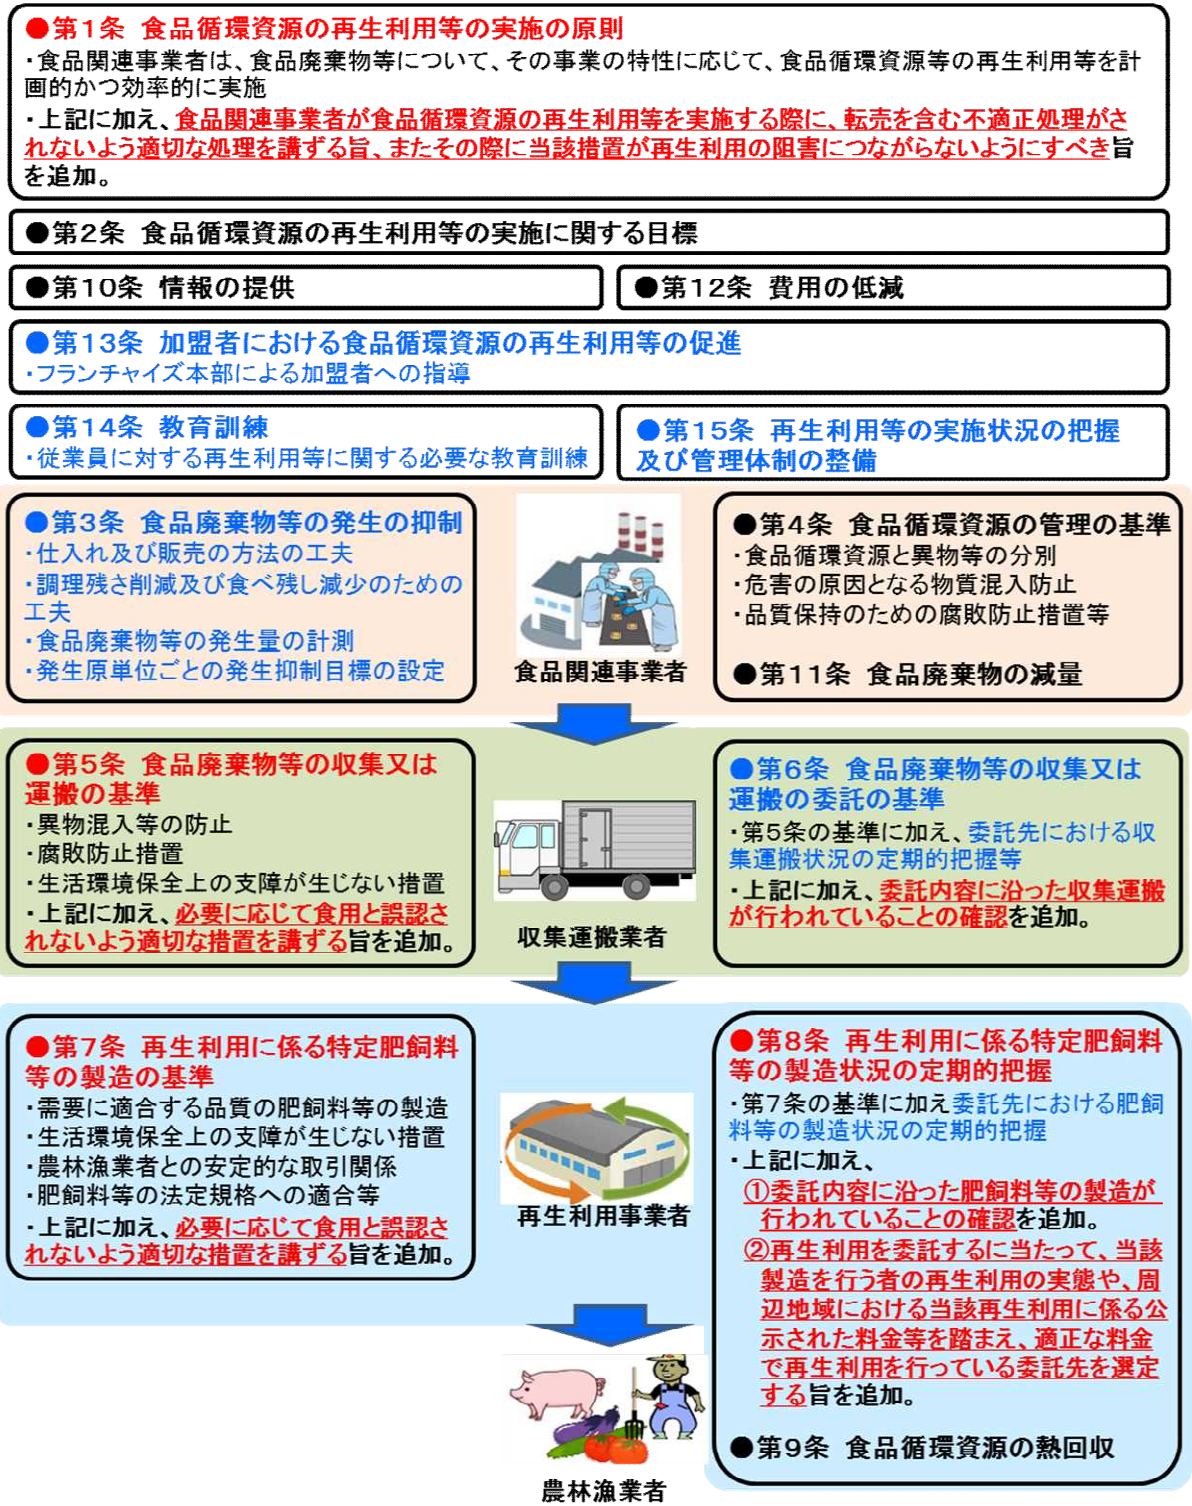 ●第1条 食品循環資源の再生利用等の実施の原則
・食品関連事業者は、食品廃棄物等について、その事業の特性に応じて、食品循環資源等の再生利用等を計
画的かつ効率的に実施
・上記に加え、食品関連事業者が食品循環資源の再生利用等を実施する際に、転売を含む不適正処理がさ
れないよう適切な処理を講ずる旨、またその際に当該措置が再生利用の阻害につながらないようにすべき旨
を追加。
●第2条 食品循環資源の再生利用等の実施に関する目標
●第10条 情報の提供
●第12条 費用の低減
●第13条 加盟者における食品循環資源の再生利用等の促進
・フランチャイズ本部による加盟者への指導
●第14条 教育訓練
・従業員に対する再生利用等に関する必要な教育訓練
●第15条 再生利用等の実施状況の把握
及び管理体制の整備
●第3条 食品廃棄物等の発生の抑制
・仕入れ及び販売の方法の工夫
・調理残さ削減及び食べ残し減少のための
工夫
・食品廃棄物等の発生量の計測
・発生原単位ごとの発生抑制目標の設定
食品関連事業者
●第4条 食品循環資源の管理の基準
・食品循環資源と異物等の分別
・危害の原因となる物質混入防止
・品質保持のための腐敗防止措置等
●第11条 食品廃棄物の減量
●第5条 食品廃棄物等の収集又は
運搬の基準
・異物混入等の防止
・腐敗防止措置
・生活環境保全上の支障が生じない措置
・上記に加え、必要に応じて食用と誤認さ
れないよう適切な措置を講ずる旨を追加。
収集運搬業者
●第6条 食品廃棄物等の収集又は
運搬の委託の基準
・第5条の基準に加え、委託先における収
集運搬状況の定期的把握等
・上記に加え、委託内容に沿った収集運搬
が行われていることの確認を追加。
●第7条 再生利用に係る特定肥飼料
等の製造の基準
・需要に適合する品質の肥飼料等の製造
・生活環境保全上の支障が生じない措置
・農林漁業者との安定的な取引関係
・肥飼料等の法定規格への適合等
・上記に加え、必要に応じて食用と誤認さ
れないよう適切な措置を講ずる旨を追加。
再生利用事業者
●第8条 再生利用に係る特定肥飼料
等の製造状況の定期的把握
・第7条の基準に加え委託先における肥飼
料等の製造状況の定期的把握
・上記に加え、
①委託内容に沿った肥飼料等の製造が
行われていることの確認を追加。
②再生利用を委託するに当たって、当該
製造を行う者の再生利用の実態や、周
辺地域における当該再生利用に係る公
示された料金等を踏まえ、適正な料金
で再生利用を行っている委託先を選定
する旨を追加。
●第9条 食品循環資源の熱回収
農林漁業者